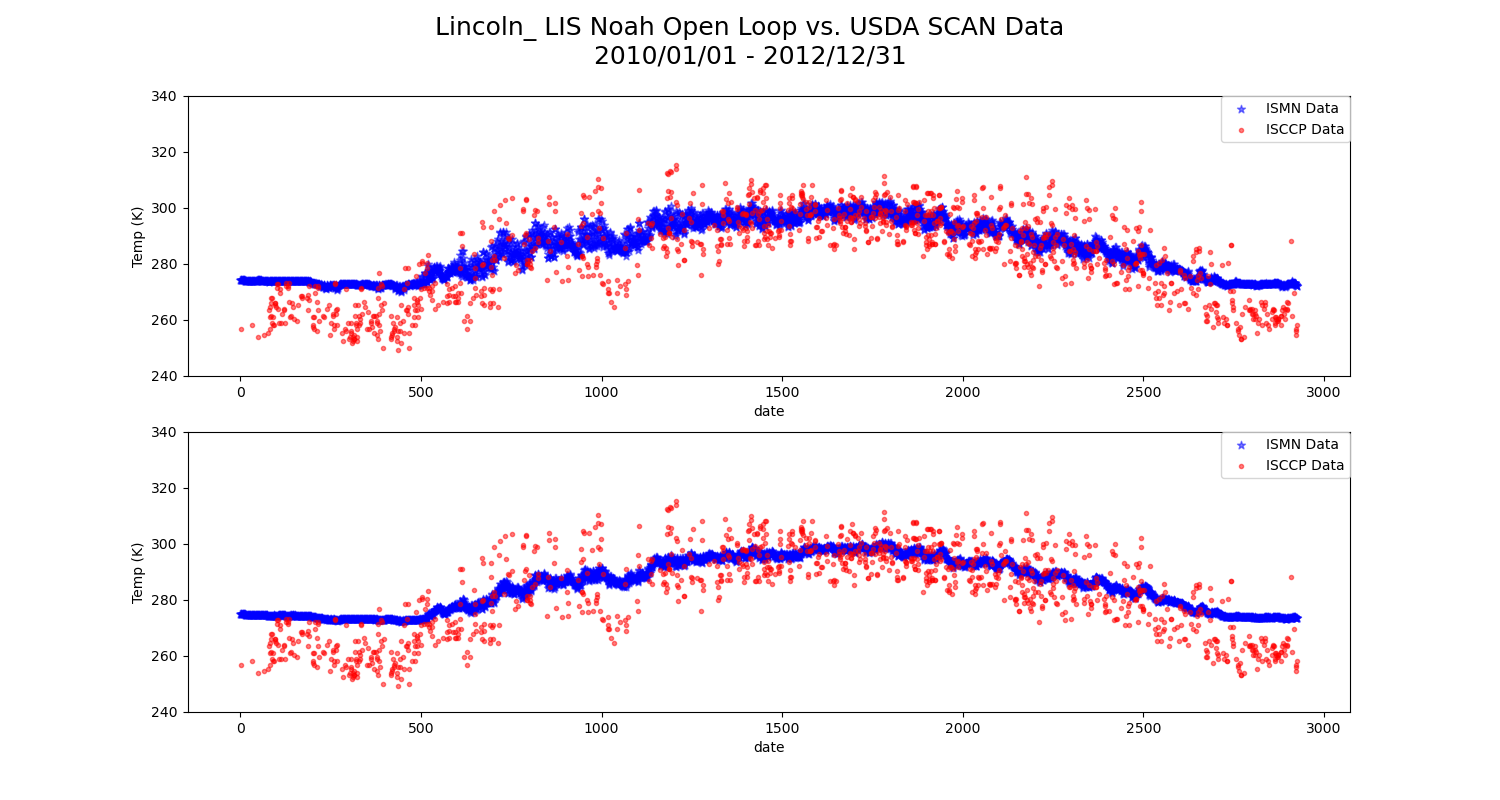 Lincoln_ LIS Noah Open Loop vs. USDA SCAN Data
2010/01/01 - 2012/12/31
340
320
300
280
260
240
Temp (K)
ISMN Data
ISCCP Data
0 500 1000 1500 2000 2500 3000
date
340
320
300
280
260
240
Temp (K)
ISMN Data
ISCCP Data
0 500 1000 1500 2000 2500 3000
date